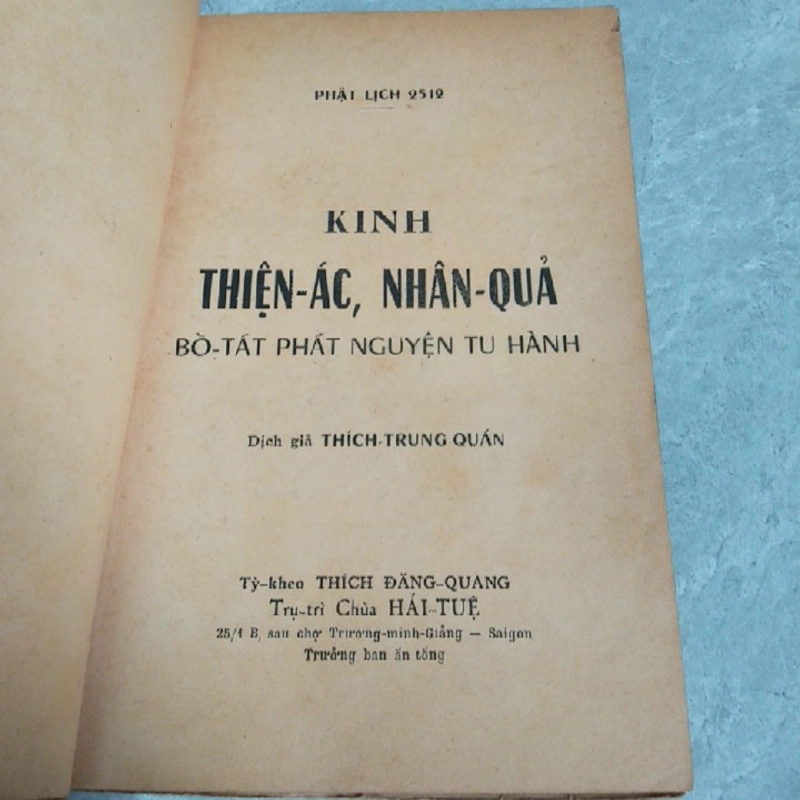 PHẬT LỊCH 2512
KINH
THIỆN-ÁC, NHÂN-QUẢ
BỒ-TÁT PHÁT NGUYỆN TU HÀNH
Dịch giả THÍCH-TRUNG QUÁN
Tỳ-kheo THÍCH ĐĂNG-QUANG
Trụ-trì Chùa HẢI-TUỆ
25/1 B, sau chợ Trương-minh-Giảng — Saigon
Trưởng ban ấn tống